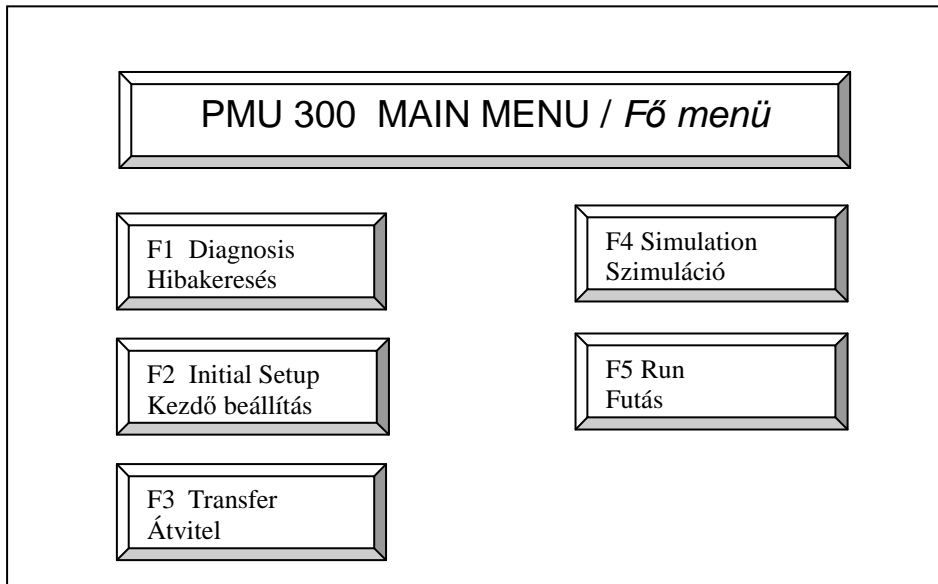 PMU 300 MAIN MENU / Fő menü
F1 Diagnosis
Hibakeresés
F2 Initial Setup
Kezdő beállítás
F3 Transfer
Átvitel
F4 Simulation
Szimuláció
F5 Run
Futás